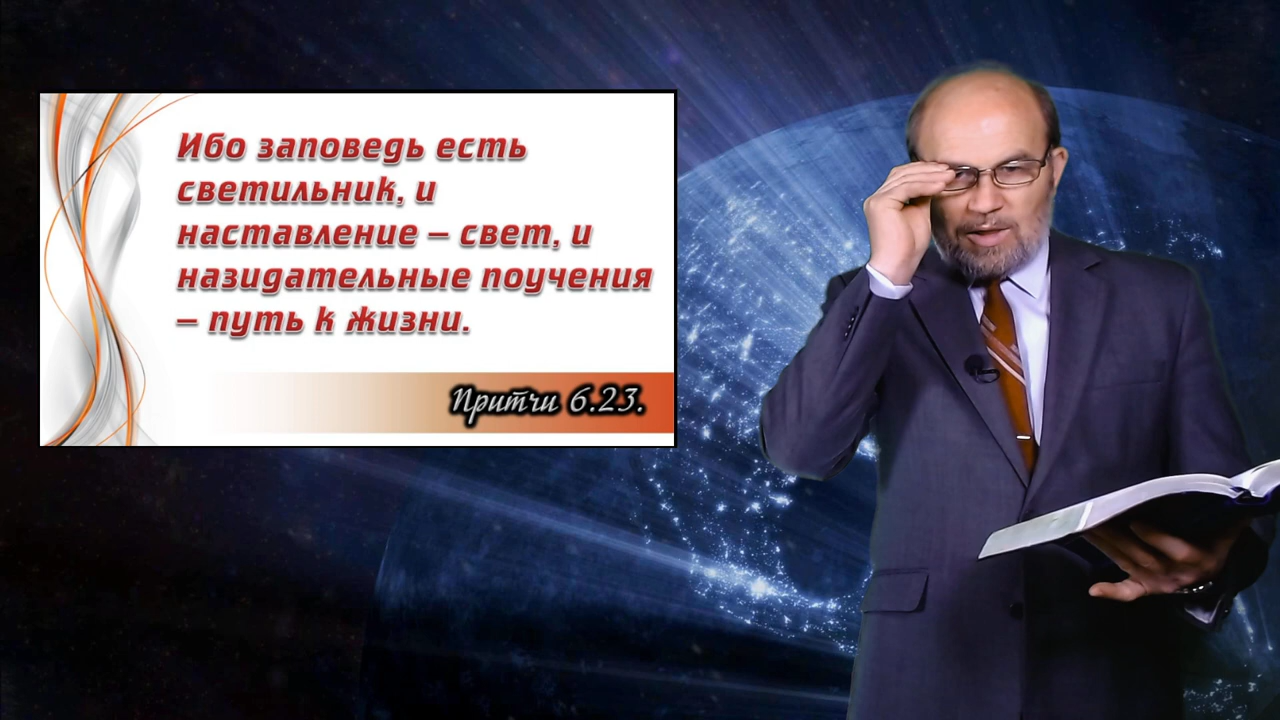 Ибо заповедь есть
светильник, и
наставление – свет, и
назидательные поучения
– путь к жизни.
Притчи 6.23.